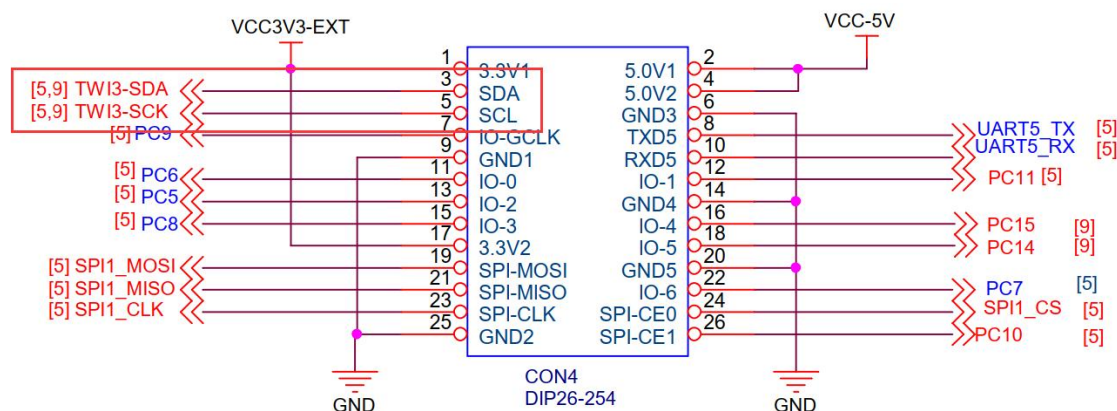 VCC3V3-EXT VCC-5V
1 3.3V1 5.0V1 2
[5,9] TWI3-SDA 3 SDA 5.0V2 4
[5,9] TWI3-SCK 5 SCL GND3 6
[5] PC9 7 IO-GCLK TXD5 8 UART5_TX [5]
9 GND1 RXD5 10 UART5_RX [5]
[5] PC6 11 IO-0 IO-1 12 PC11 [5]
[5] PC5 13 IO-2 GND4 14
[5] PC8 15 IO-3 IO-4 16 PC15 [9]
17 3.3V2 IO-5 18 PC14 [9]
[5] SPI1_MOSI 19 SPI-MOSI GND5 20
[5] SPI1_MISO 21 SPI-MISO IO-6 22 PC7 [5]
[5] SPI1_CLK 23 SPI-CLK SPI-CE0 24 SPI1_CS [5]
25 GND2 SPI-CE1 26 PC10 [5]
CON4
DIP26-254
GND GND